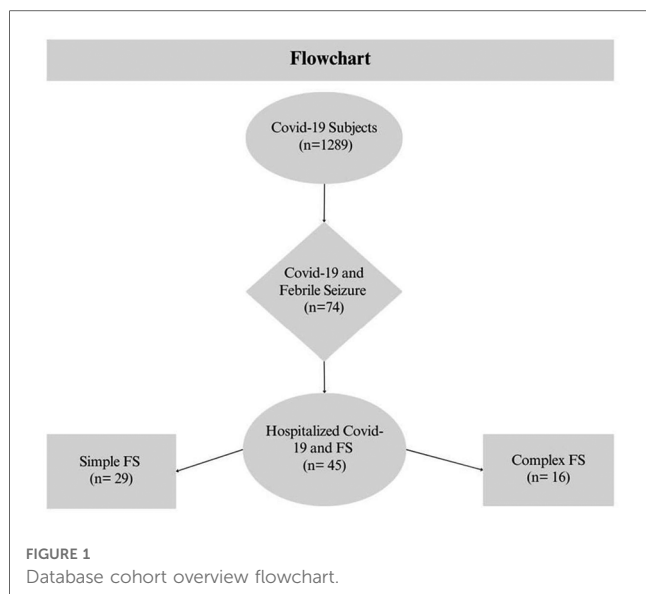 Flowchart
Covid-19 Subjects
(n=1289)
Covid-19 and
Febrile Seizure
(n=74)
Hospitalized Covid-
19 and FS
(n= 45)
Simple FS
(n= 29)
Complex FS
(n= 16)
FIGURE 1
Database cohort overview flowchart.